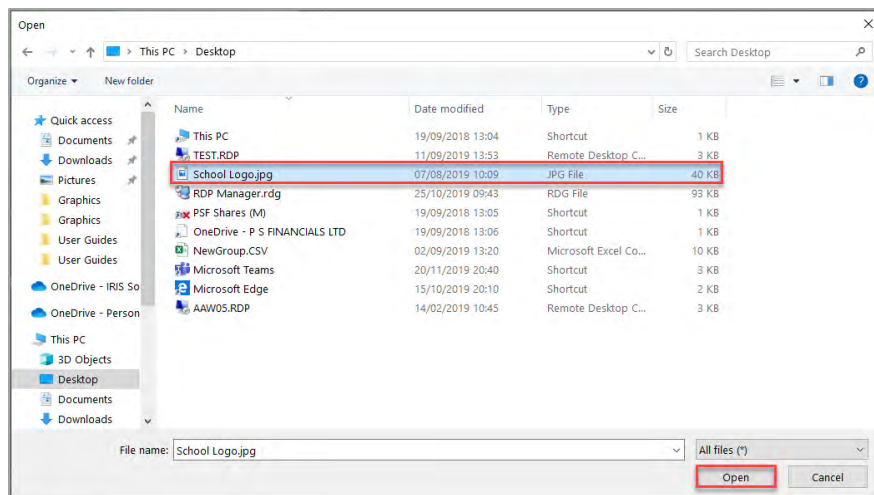 Open
This PC > Desktop
Search Desktop
Organize
New folder
Name Date modified Type Size
Quick access
Documents
Downloads
Pictures
Graphics
Graphics
User Guides
User Guides
OneDrive - IRIS So
OneDrive - Person
This PC
3D Objects
Desktop
Documents
Downloads
This PC 19/09/2018 13:04 Shortcut 1 KB
TEST.RDP 11/09/2019 13:53 Remote Desktop C... 3 KB
School Logo.jpg 07/08/2019 10:09 JPG File 40 KB
RDP Manager.rdg 25/10/2019 09:43 RDG File 93 KB
PSF Shares (M) 19/09/2018 13:05 Shortcut 1 KB
OneDrive - P S FINANCIALS LTD 19/09/2018 13:06 Shortcut 1 KB
NewGroup.CSV 02/09/2019 13:20 Microsoft Excel Co... 10 KB
Microsoft Teams 20/11/2019 20:40 Shortcut 3 KB
Microsoft Edge 15/10/2019 20:10 Shortcut 2 KB
AAW05.RDP 14/02/2019 10:45 Remote Desktop C... 3 KB
File name: School Logo.jpg
All files (*)
Open
Cancel